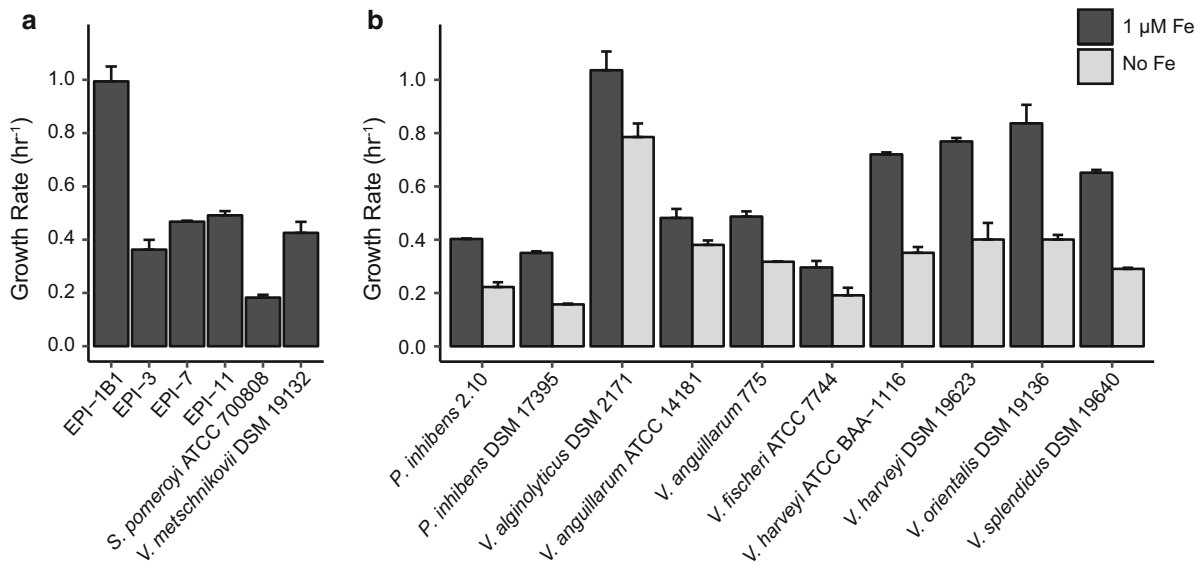 a
Growth Rate (hr⁻¹)
1.0
0.8
0.6
0.4
0.2
0.0
EPI−1B1
EPI−3
EPI−7
EPI−11
S. pomeroyi ATCC 700808
V. metschnikovii DSM 19132
b
Growth Rate (hr⁻¹)
1.0
0.8
0.6
0.4
0.2
0.0
P. inhibens 2.10
P. inhibens DSM 17395
V. alginolyticus DSM 2171
V. anguillarum ATCC 14181
V. anguillarum 775
V. fischeri ATCC 7744
V. harveyi ATCC BAA−1116
V. harveyi DSM 19623
V. orientalis DSM 19136
V. splendidus DSM 19640
1 µM Fe
No Fe